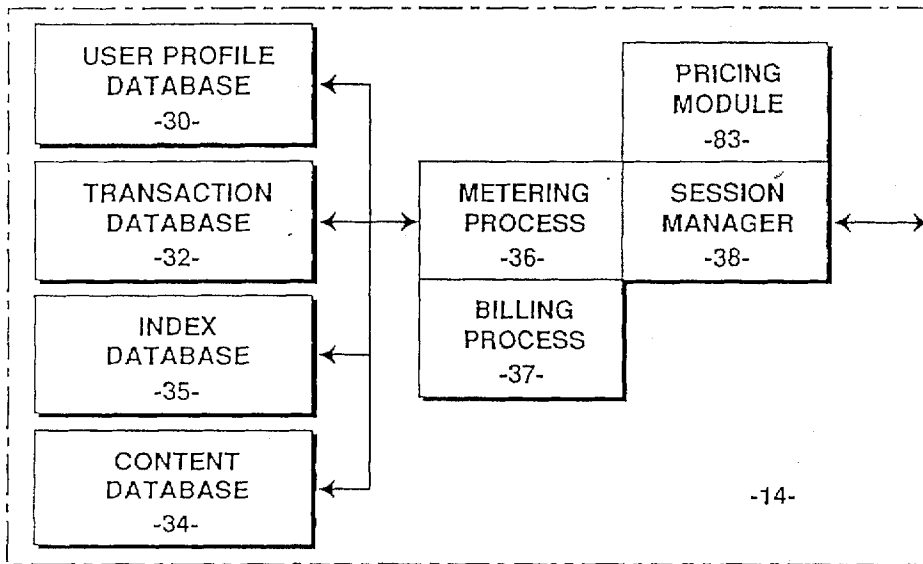 USER PROFILE
DATABASE
-30-
TRANSACTION
DATABASE
-32-
INDEX
DATABASE
-35-
CONTENT
DATABASE
-34-
PRICING
MODULE
-83-
METERING
PROCESS
-36-
SESSION
MANAGER
-38-
BILLING
PROCESS
-37-
-14-